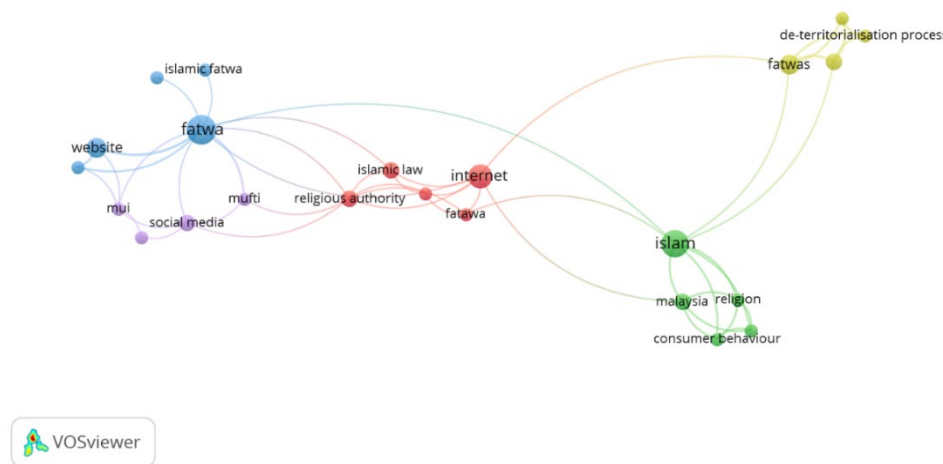 de-territorialisation process
fatwas
islamic fatwa
fatwa
website
islamic law
internet
mufti
religious authority
mui
fatawa
social media
islam
malaysia
religion
consumer behaviour
VOSviewer